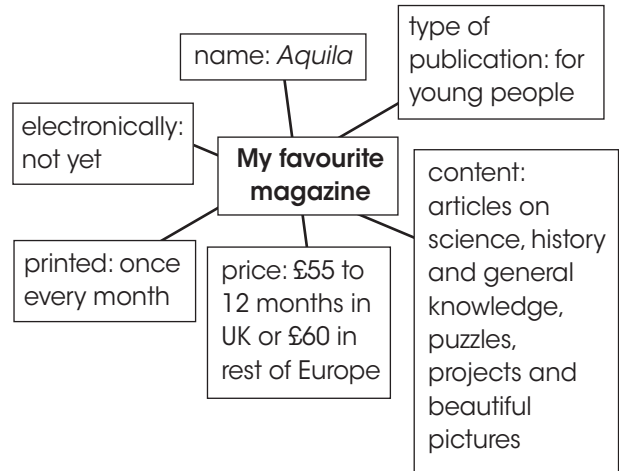 name: Aquila
type of
publication: for
young people
electronically:
not yet
My favourite
magazine
content:
articles on
science, history
and general
knowledge,
puzzles,
projects and
beautiful
pictures
printed: once
every month
price: £55 to
12 months in
UK or £60 in
rest of Europe